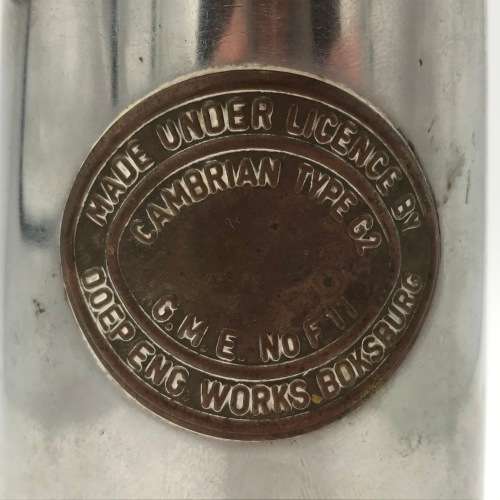 MADE UNDER LICENCE BY
CAMBRIAN TYPE C2
G.M.E. No F 11
DOEP ENG. WORKS BOKSBURG